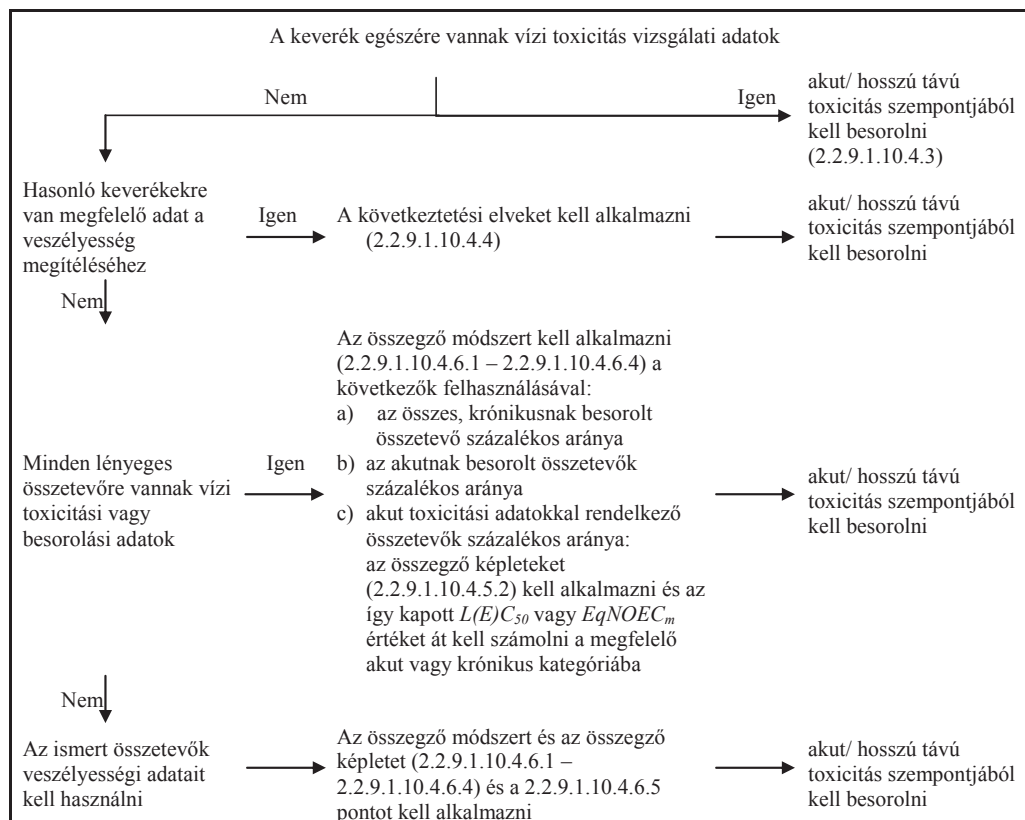 A keverék egészére vannak vízi toxicitás vizsgálati adatok
Nem
Igen
akut/ hosszú távú
toxicitás szempontjából
kell besorolni
(2.2.9.1.10.4.3)
Hasonló keverékekre
van megfelelő adat a
veszélyesség
megítéléséhez
Igen
A következtetési elveket kell alkalmazni
(2.2.9.1.10.4.4)
akut/ hosszú távú
toxicitás szempontjából
kell besorolni
Nem
Minden lényeges
összetevőre vannak vízi
toxicitási vagy
besorolási adatok
Igen
Az összegző módszert kell alkalmazni
(2.2.9.1.10.4.6.1 – 2.2.9.1.10.4.6.4) a
következők felhasználásával:
a) az összes, krónikusnak besorolt
összetevő százalékos aránya
b) az akutnak besorolt összetevők
százalékos aránya
c) akut toxicitási adatokkal rendelkező
összetevők százalékos aránya:
az összegző képleteket
(2.2.9.1.10.4.5.2) kell alkalmazni és az
így kapott L(E)C50 vagy EqNOECm
értéket át kell számolni a megfelelő
akut vagy krónikus kategóriába
akut/ hosszú távú
toxicitás szempontjából
kell besorolni
Nem
Az ismert összetevők
veszélyességi adatait
kell használni
Az összegző módszert és az összegző
képletet (2.2.9.1.10.4.6.1 –
2.2.9.1.10.4.6.4) és a 2.2.9.1.10.4.6.5
pontot kell alkalmazni
akut/ hosszú távú
toxicitás szempontjából
kell besorolni